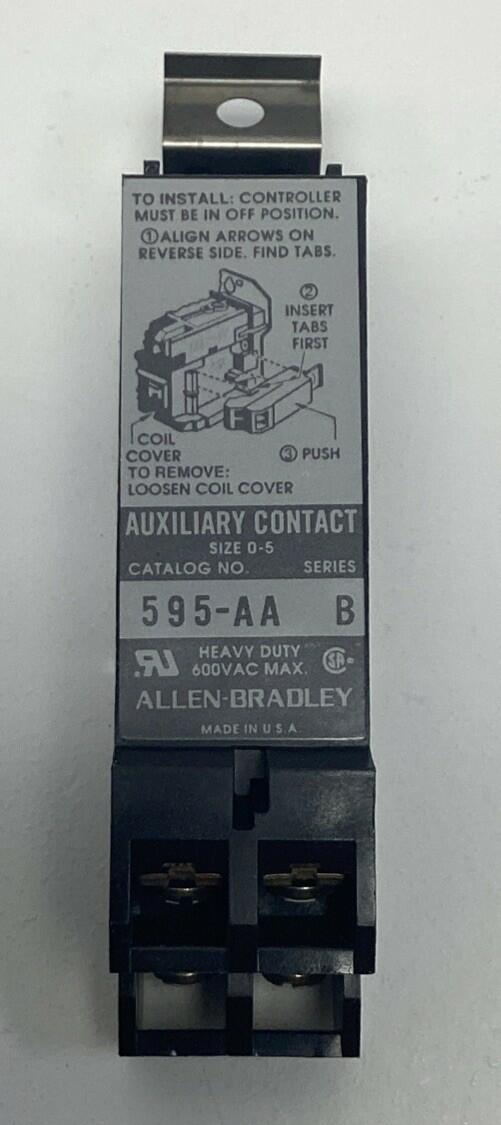 TO INSTALL: CONTROLLER
MUST BE IN OFF POSITION.
①ALIGN ARROWS ON
REVERSE SIDE. FIND TABS.
②
INSERT
TABS
FIRST
COIL
COVER
③ PUSH
TO REMOVE:
LOOSEN COIL COVER
AUXILIARY CONTACT
SIZE 0-5
CATALOG NO. SERIES
595-AA B
HEAVY DUTY
600VAC MAX.
ALLEN-BRADLEY
MADE IN U.S.A.